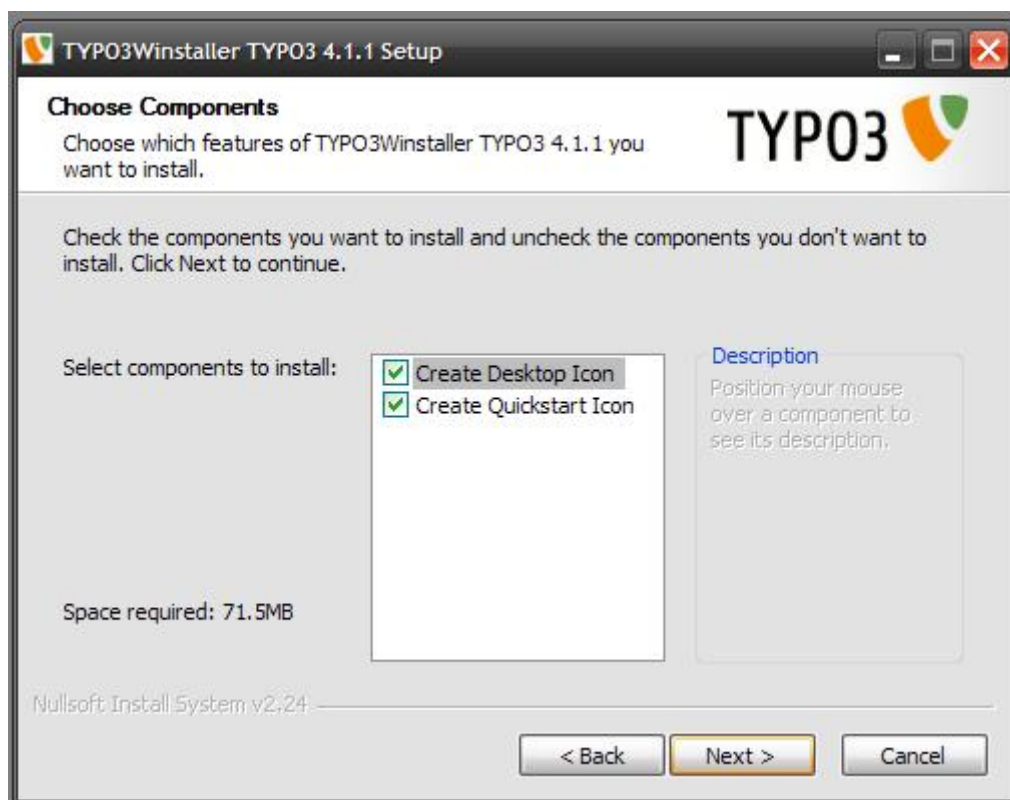 TYPO3Winstaller TYPO3 4.1.1 Setup
Choose Components
Choose which features of TYPO3Winstaller TYPO3 4.1.1 you
want to install.
TYPO3
Check the components you want to install and uncheck the components you don't want to
install. Click Next to continue.
Select components to install:
Create Desktop Icon
Create Quickstart Icon
Description
Position your mouse
over a component to
see its description.
Space required: 71.5MB
Nullsoft Install System v2.24
< Back
Next >
Cancel